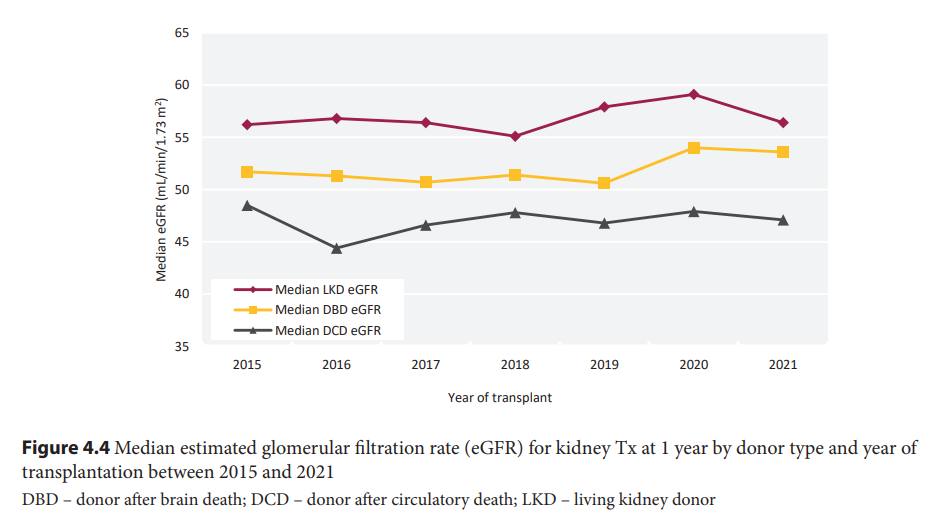 65
60
55
50
45
40
35
Median eGFR (mL/min/1.73 m²)
Median LKD eGFR
Median DBD eGFR
Median DCD eGFR
2015 2016 2017 2018 2019 2020 2021
Year of transplant
Figure 4.4 Median estimated glomerular filtration rate (eGFR) for kidney Tx at 1 year by donor type and year of
transplantation between 2015 and 2021
DBD – donor after brain death; DCD – donor after circulatory death; LKD – living kidney donor